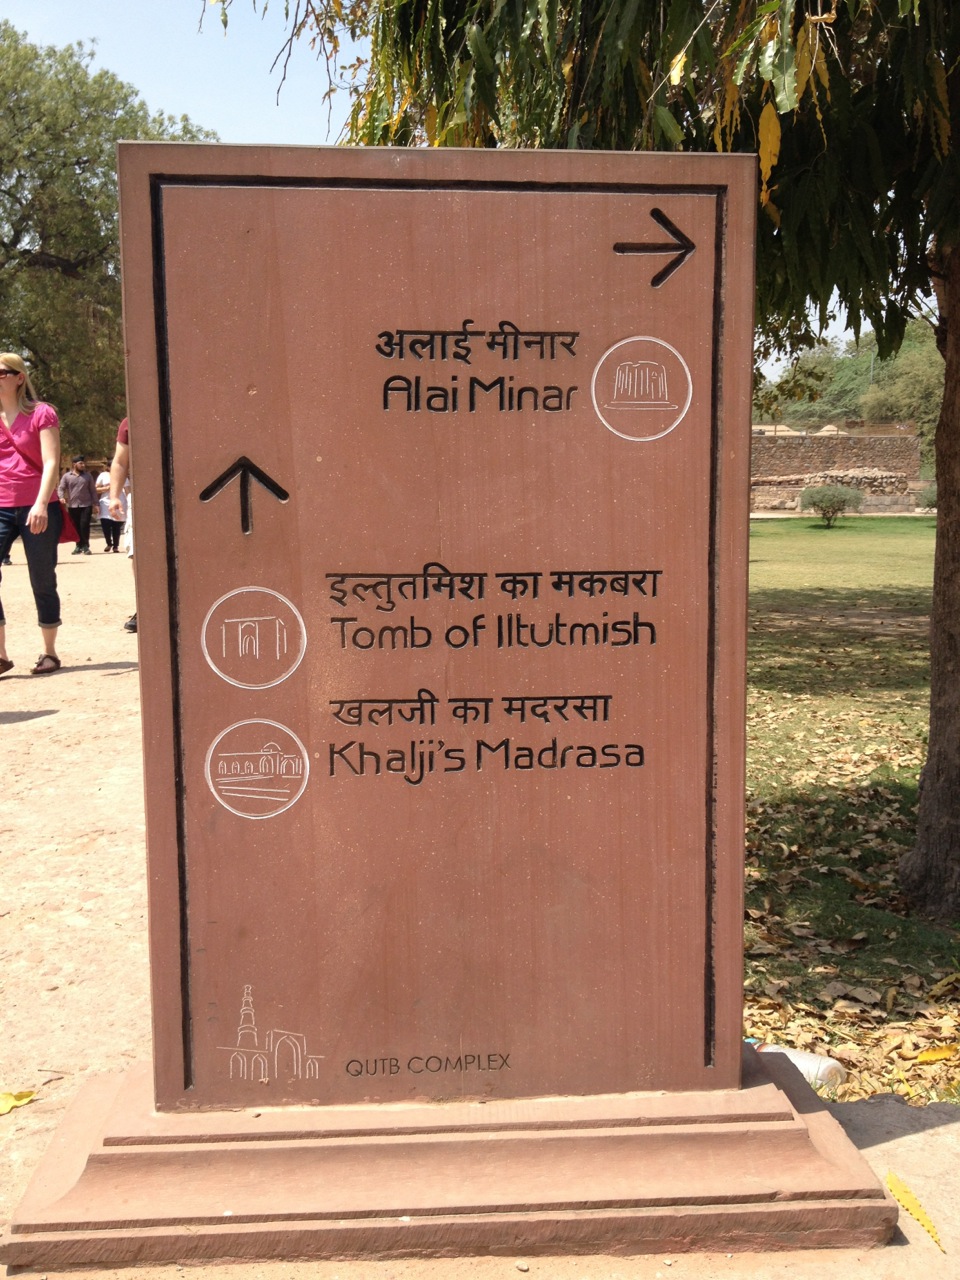 अलाई मीनार
Alai Minar
इल्तुतमिश का मकबरा
Tomb of Iltutmish
खलजी का मदरसा
Khalji's Madrasa
QUTB COMPLEX